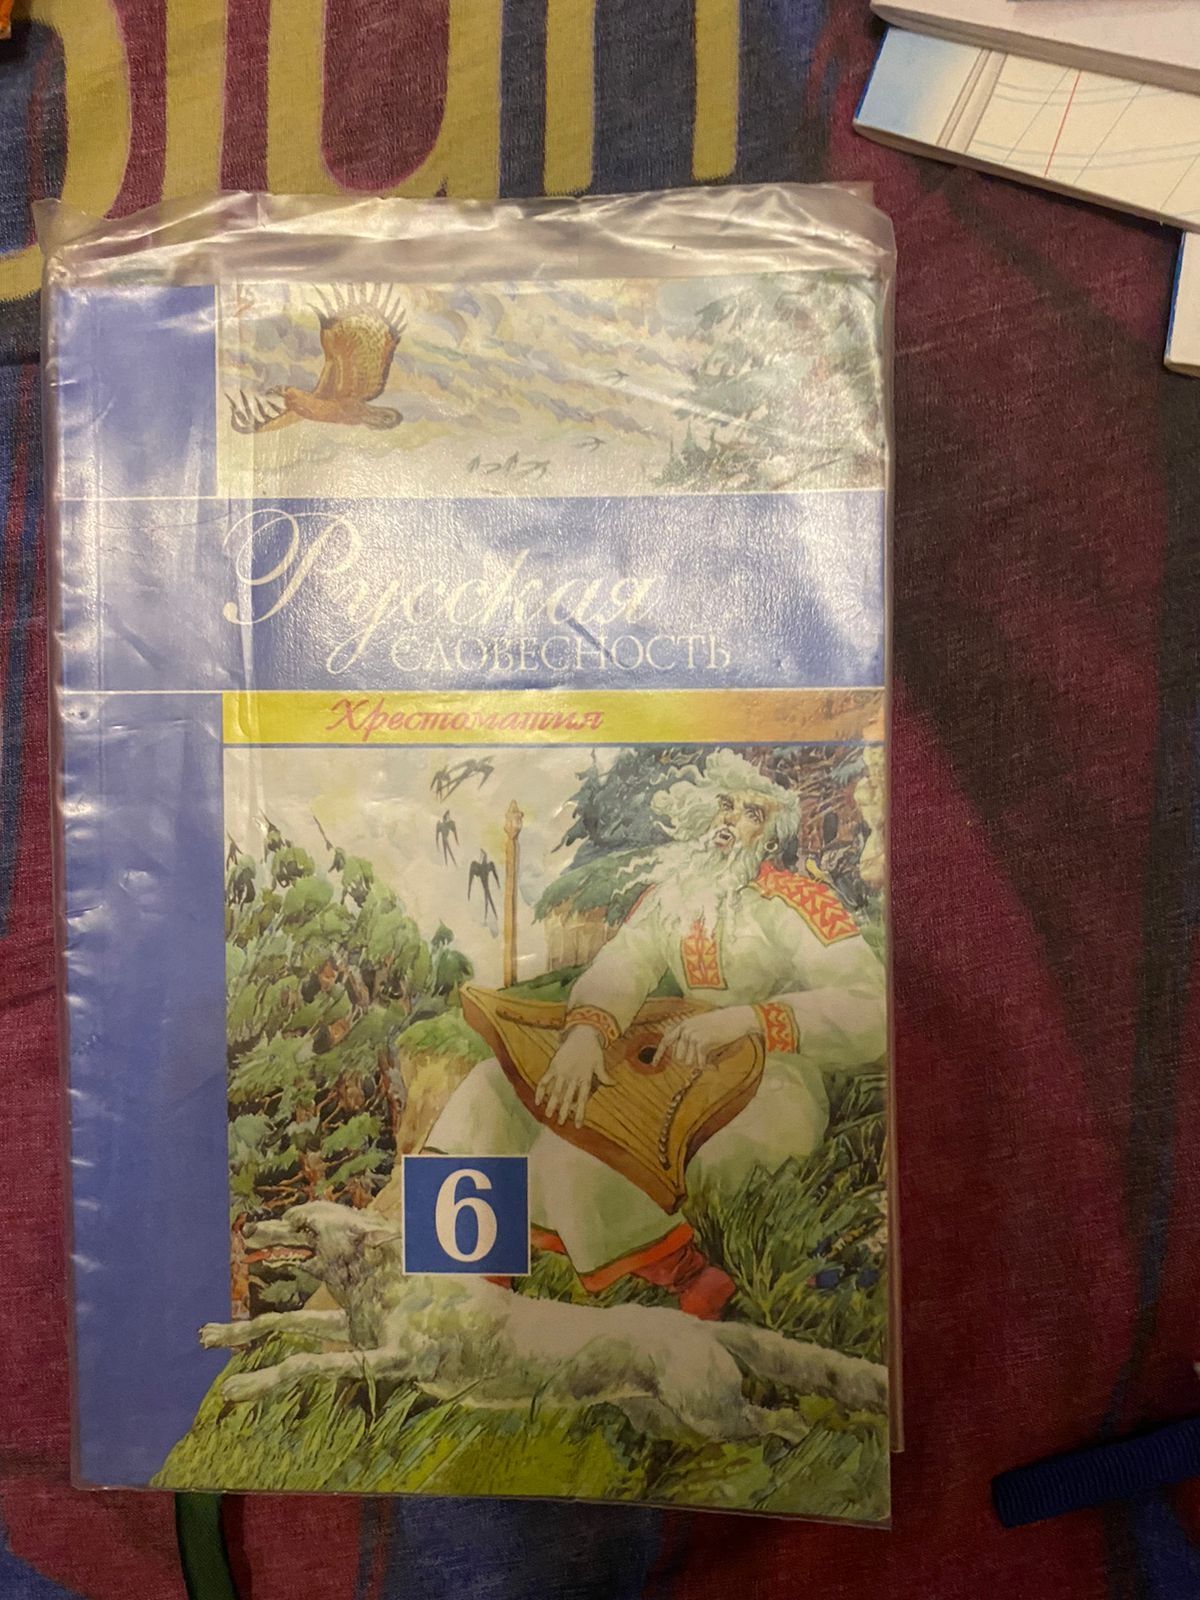 Русская
словесность
Хрестоматия
6